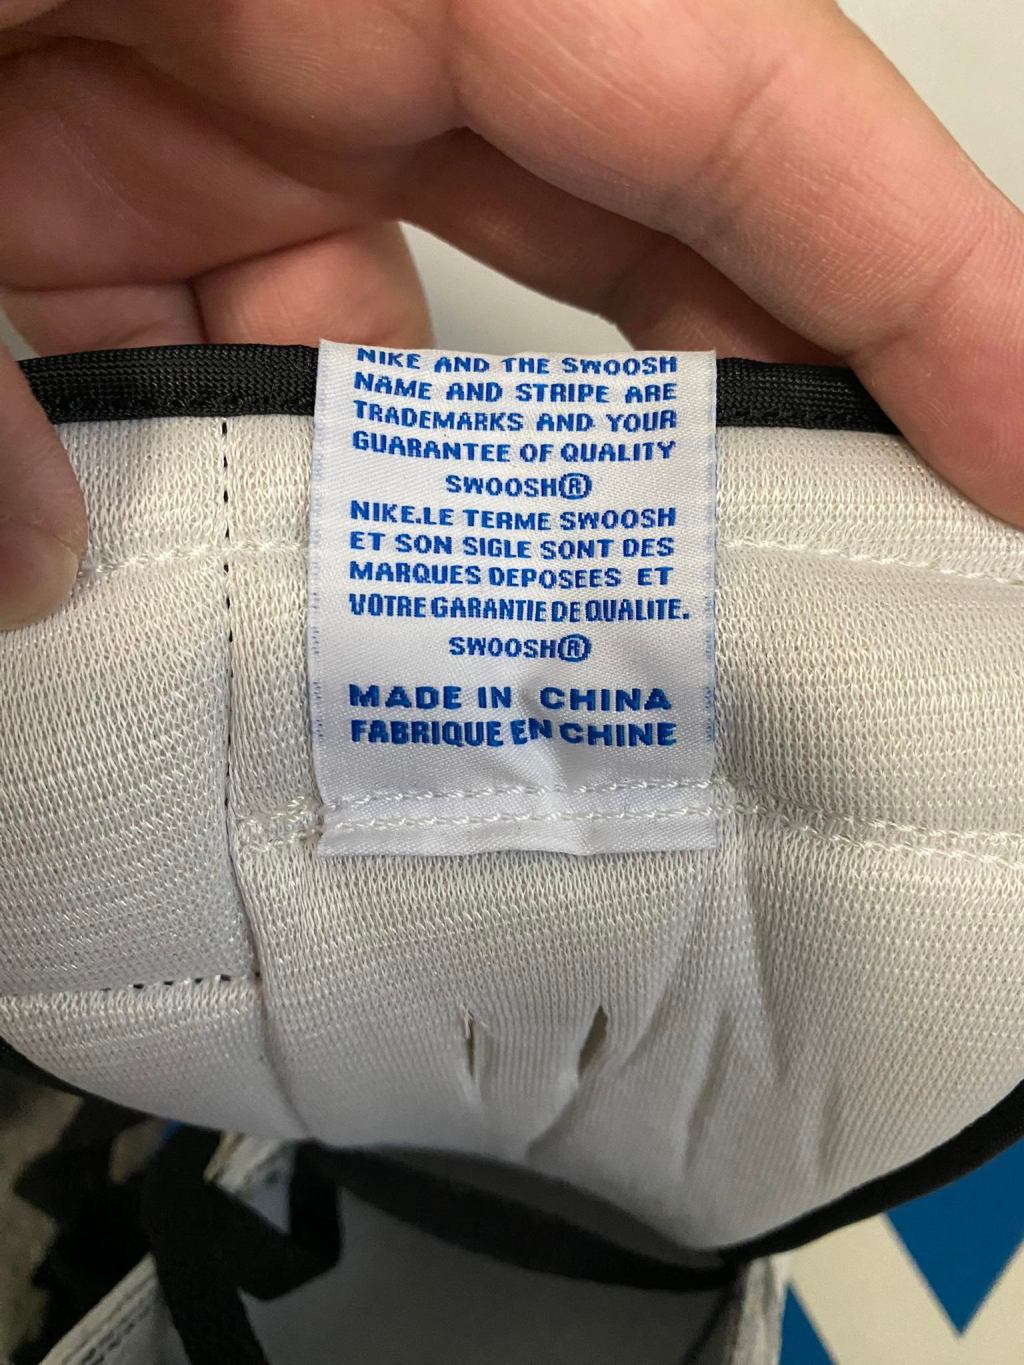 NIKE AND THE SWOOSH
NAME AND STRIPE ARE
TRADEMARKS AND YOUR
GUARANTEE OF QUALITY
SWOOSH®
NIKE.LE TERME SWOOSH
ET SON SIGLE SONT DES
MARQUES DEPOSEES ET
VOTRE GARANTIE DE QUALITE.
SWOOSH®
MADE IN CHINA
FABRIQUE EN CHINE